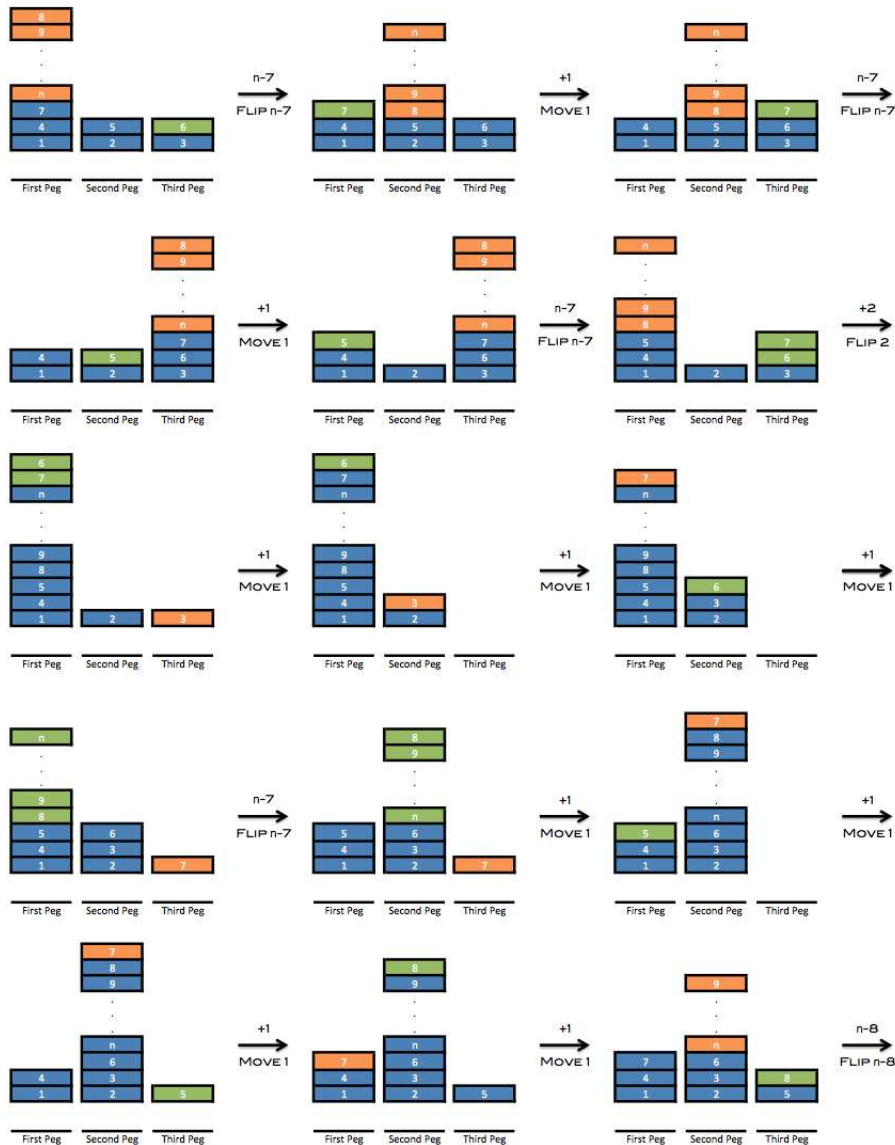 8
9 n n
n–7 +1 n–7
n 9 9
7 FLIP n-7 7 8 MOVE 1 8 7 FLIP n-7
4 5 6 4 5 6 4 5 6
1 2 3 1 2 3 1 2 3
First Peg Second Peg Third Peg First Peg Second Peg Third Peg First Peg Second Peg Third Peg
8 8 n
9 9
+1 n–7 +2
9
n n 8
MOVE 1 FLIP n-7 FLIP 2
7 5 7 5 7
4 5 6 4 6 4 6
1 2 3 1 2 3 1 2 3
First Peg Second Peg Third Peg First Peg Second Peg Third Peg First Peg Second Peg Third Peg
6 6
7 7 7
n n n
+1 +1 +1
9 9 9
8 8 8
MOVE 1 MOVE 1 MOVE 1
5 5 5 6
4 4 3 4 3
1 2 3 1 2 1 2
First Peg Second Peg Third Peg First Peg Second Peg Third Peg First Peg Second Peg Third Peg
7
n 8 8
9 9
n–7 +1 +1
9
8 n n
FLIP n-7 MOVE 1 MOVE 1
5 6 5 6 5 6
4 3 4 3 4 3
1 2 7 1 2 7 1 2
First Peg Second Peg Third Peg First Peg Second Peg Third Peg First Peg Second Peg Third Peg
7
8 8
9 9 9
+1 +1 n–8
n n n
MOVE 1 MOVE 1 FLIP n-8
6 7 6 7 6
4 3 4 3 4 3 8
1 2 5 1 2 5 1 2 5
First Peg Second Peg Third Peg First Peg Second Peg Third Peg First Peg Second Peg Third Peg